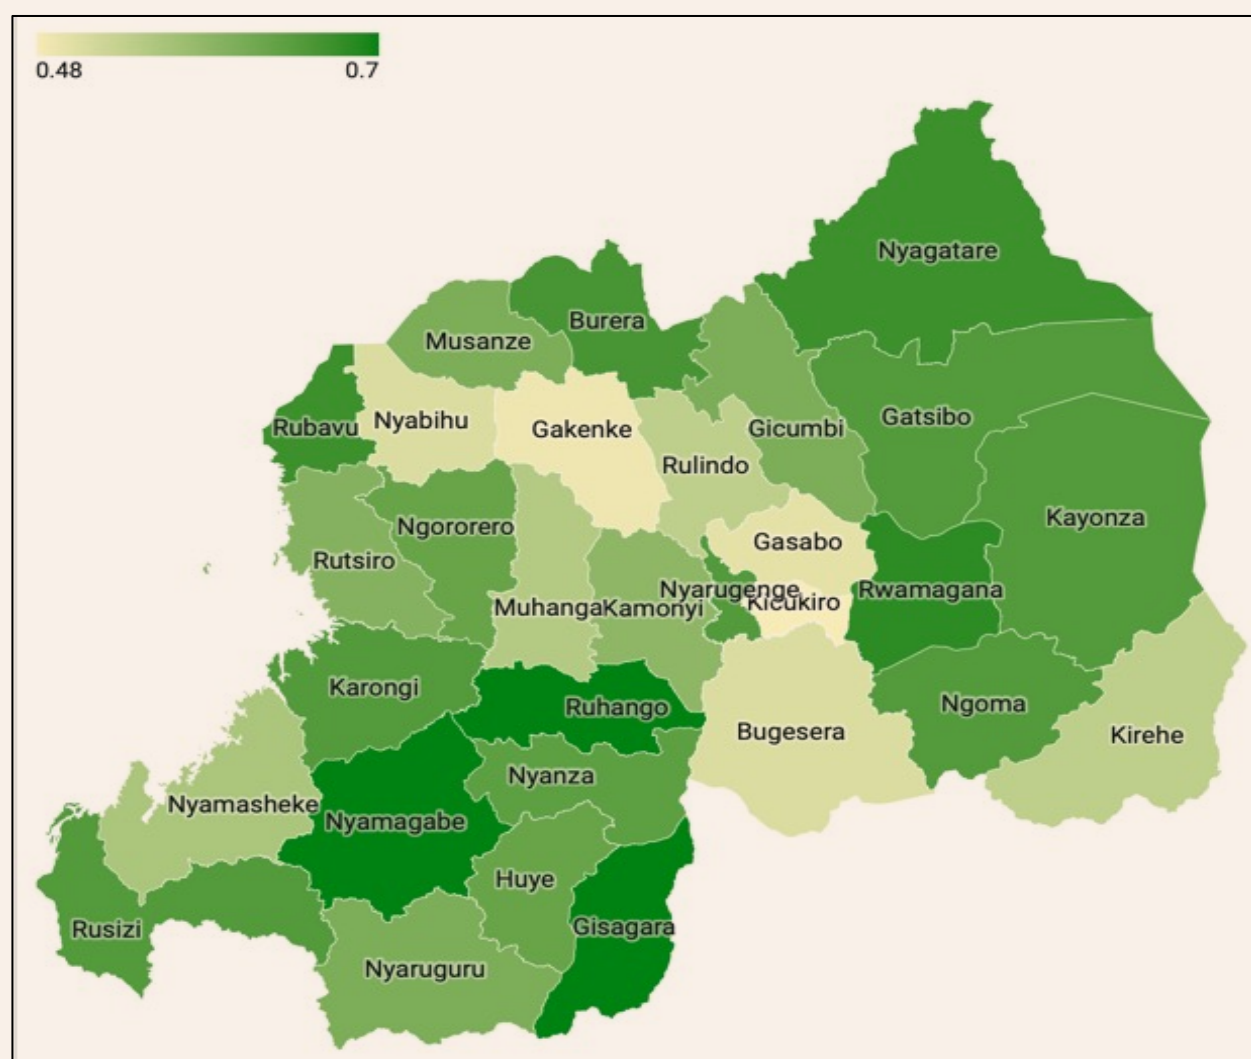 0.48
0.7
Nyagatare
Burera
Musanze
Gatsibo
Nyabihu
Rubavu
Gakenke
Gicumbi
Rulindo
Kayonza
Ngororero
Gasabo
Rutsiro
Nyarugenge
Rwamagana
Kicukiro
Muhanga
Kamonyi
Karongi
Ruhango
Ngoma
Bugesera
Kirehe
Nyanza
Nyamasheke
Nyamagabe
Huye
Gisagara
Rusizi
Nyaruguru